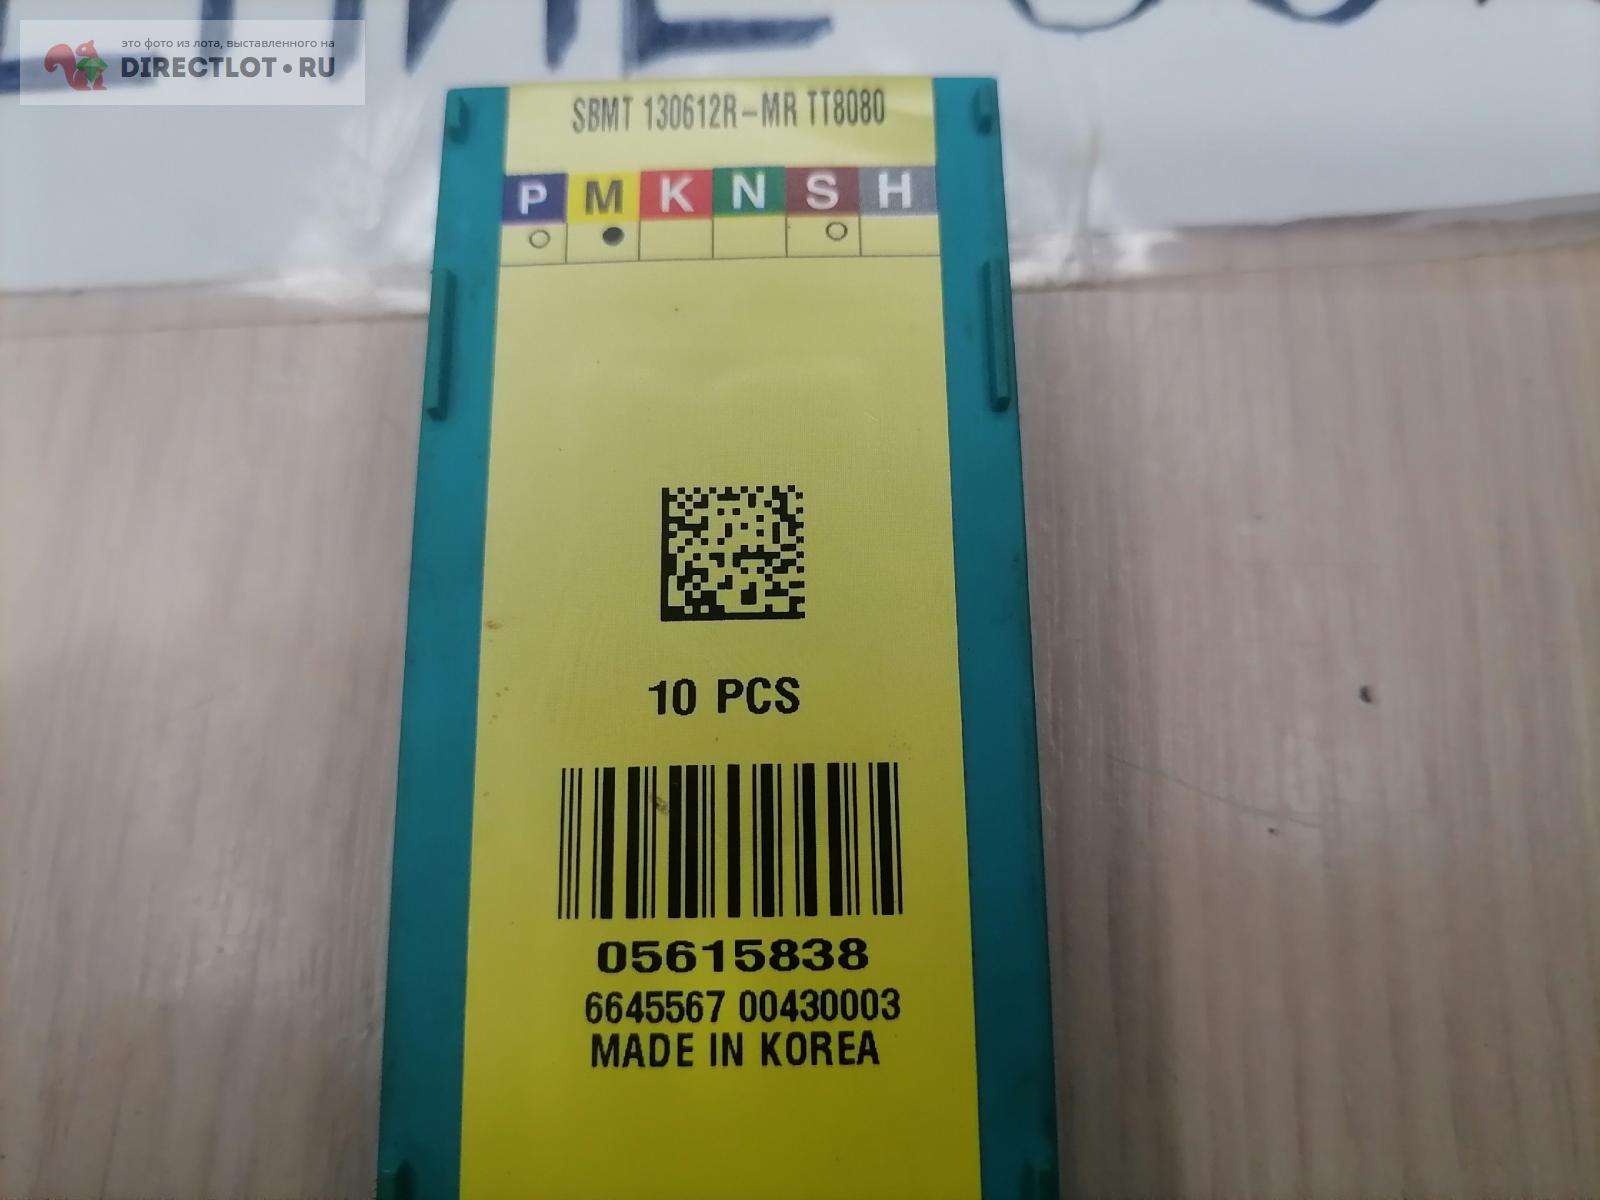 это фото из лота, выставленного на
DIRECTLOT.RU
SBMT 130612R-MR TT8080
P M K N S H
10 PCS
05615838
6645567 00430003
MADE IN KOREA